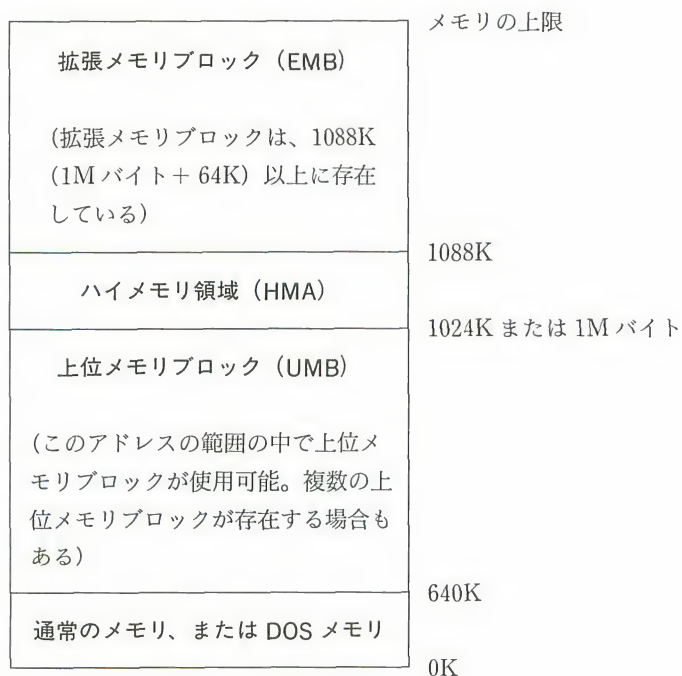 メモリの上限
拡張メモリブロック（EMB）
（拡張メモリブロックは、1088K
（1M バイト＋ 64K）以上に存在
している）
1088K
ハイメモリ領域（HMA）
1024K または 1M バイト
上位メモリブロック（UMB）
（このアドレスの範囲の中で上位メ
モリブロックが使用可能。複数の上
位メモリブロックが存在する場合も
ある）
640K
通常のメモリ、または DOS メモリ
0K